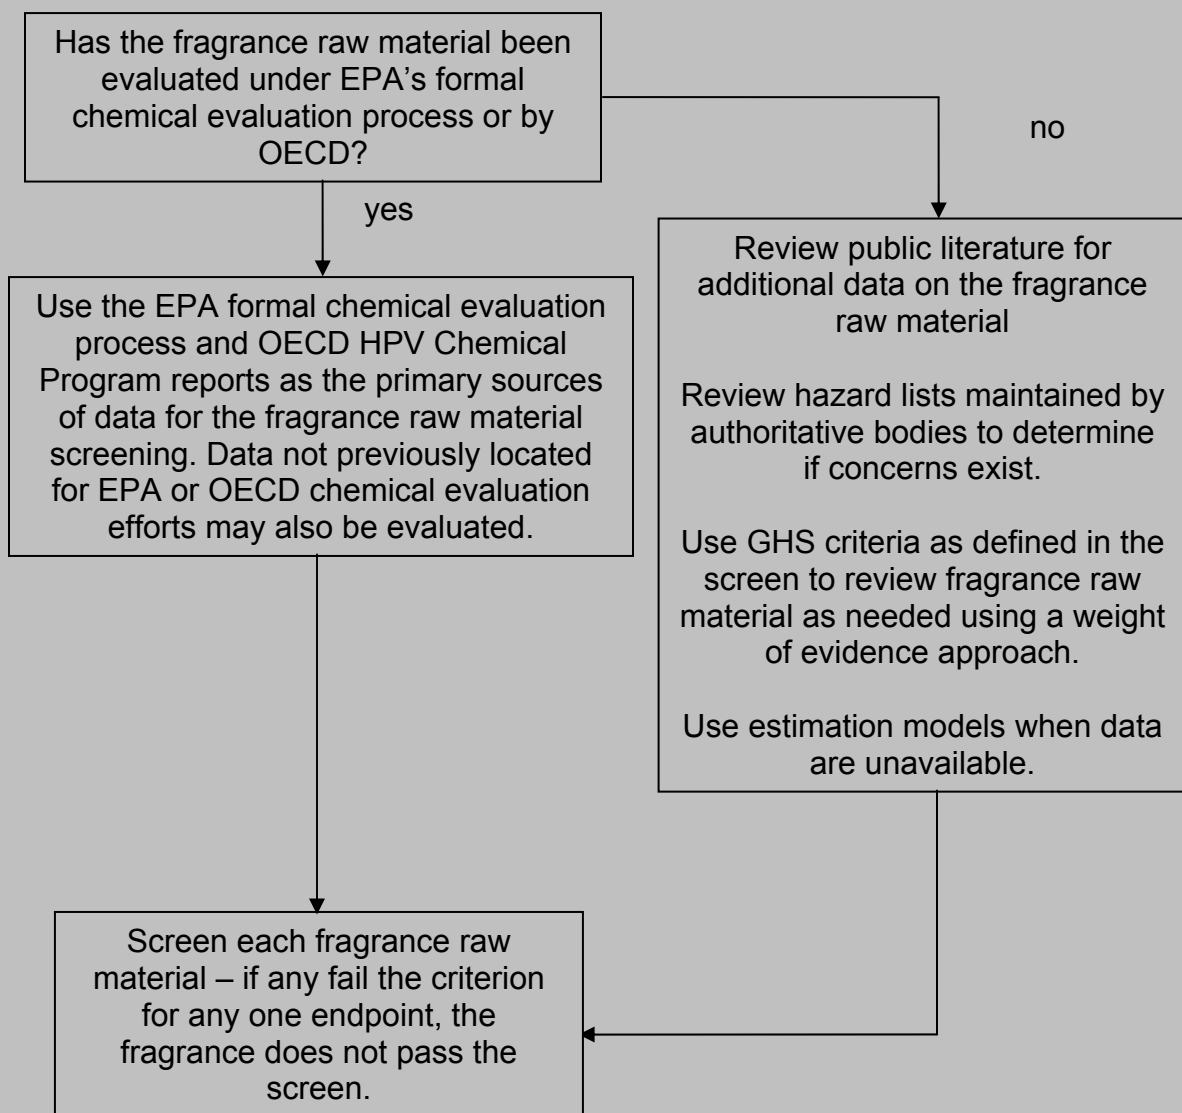 Has the fragrance raw material been
evaluated under EPA’s formal
chemical evaluation process or by
OECD?
no
yes
Use the EPA formal chemical evaluation
process and OECD HPV Chemical
Program reports as the primary sources
of data for the fragrance raw material
screening. Data not previously located
for EPA or OECD chemical evaluation
efforts may also be evaluated.
Review public literature for
additional data on the fragrance
raw material
Review hazard lists maintained by
authoritative bodies to determine
if concerns exist.
Use GHS criteria as defined in the
screen to review fragrance raw
material as needed using a weight
of evidence approach.
Use estimation models when data
are unavailable.
Screen each fragrance raw
material – if any fail the criterion
for any one endpoint, the
fragrance does not pass the
screen.